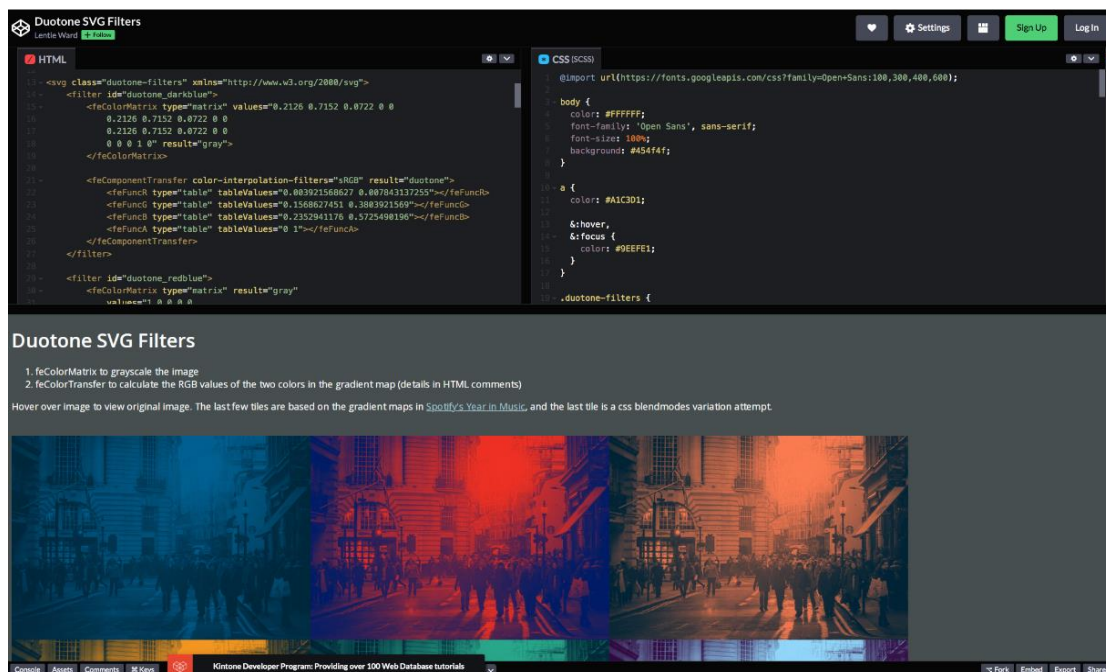 Duotone SVG Filters
Lentie Ward + Follow
Settings
Sign Up
Log In
HTML
13 <svg class="duotone-filters" xmlns="http://www.w3.org/2000/svg">
14 <filter id="duotone_darkblue">
15 <feColorMatrix type="matrix" values="0.2126 0.7152 0.0722 0 0
16 0.2126 0.7152 0.0722 0 0
17 0.2126 0.7152 0.0722 0 0
18 0 0 0 1 0" result="gray">
19 </feColorMatrix>
20
21 <feComponentTransfer color-interpolation-filters="sRGB" result="duotone">
22 <feFuncR type="table" tableValues="0.003921568627 0.007843137255"></feFuncR>
23 <feFuncG type="table" tableValues="0.1568627451 0.3803921569"></feFuncG>
24 <feFuncB type="table" tableValues="0.2352941176 0.5725490196"></feFuncB>
25 <feFuncA type="table" tableValues="0 1"></feFuncA>
26 </feComponentTransfer>
27 </filter>
28
29 <filter id="duotone_redblue">
30 <feColorMatrix type="matrix" result="gray"
31 values="1 0 0 0 0
CSS (SCSS)
1 @import url(https://fonts.googleapis.com/css?family=Open+Sans:100,300,400,600);
2
3 body {
4 color: #FFFFFF;
5 font-family: 'Open Sans', sans-serif;
6 font-size: 100%;
7 background: #454f4f;
8 }
9
10 a {
11 color: #A1C3D1;
12
13 &:hover,
14 &:focus {
15 color: #9EEFE1;
16 }
17 }
18
19 .duotone-filters {
Duotone SVG Filters
1. feColorMatrix to grayscale the image
2. feColorTransfer to calculate the RGB values of the two colors in the gradient map (details in HTML comments)
Hover over image to view original image. The last few tiles are based on the gradient maps in Spotify's Year in Music, and the last tile is a css blendmodes variation attempt.
Console Assets Comments ⌘ Keys
Kintone Developer Program: Providing over 100 Web Database tutorials
Fork Embed Export Share